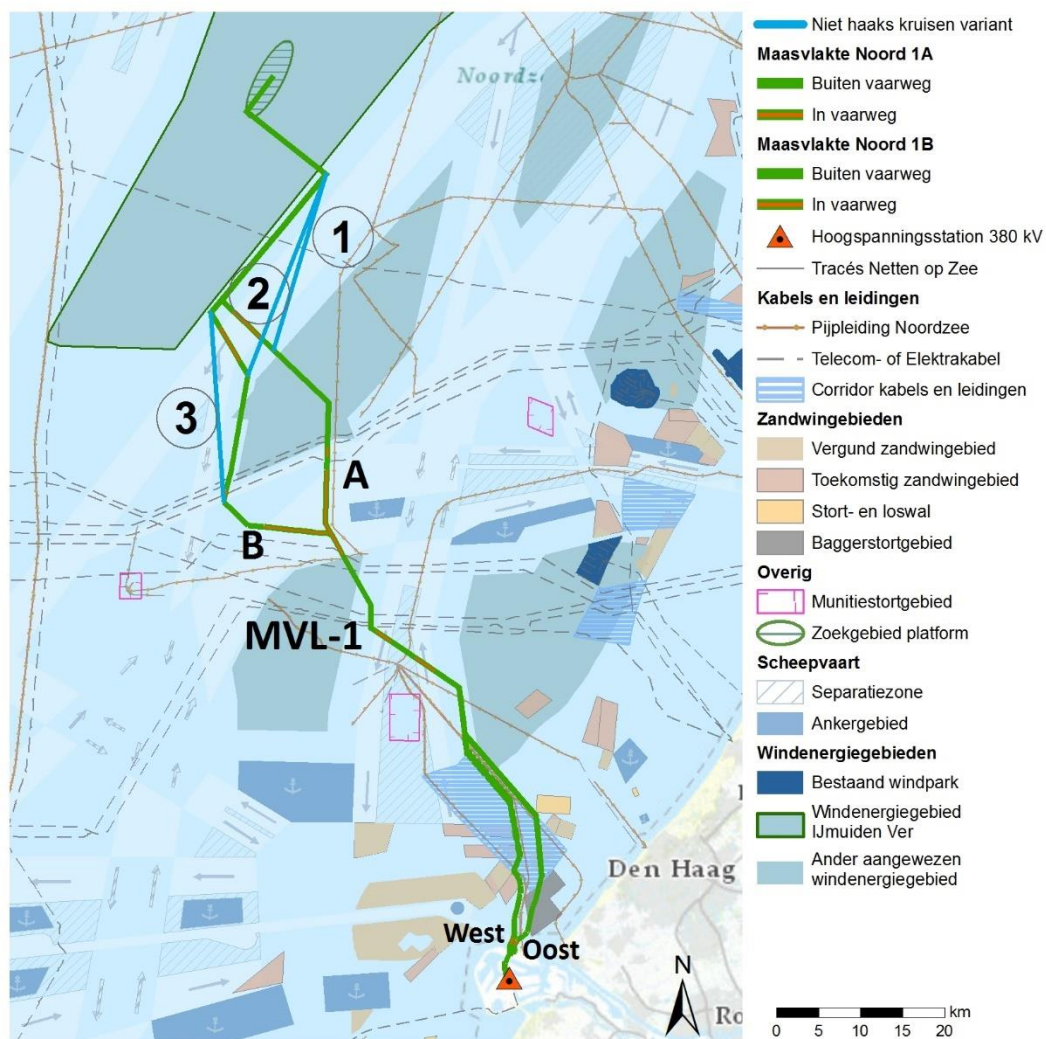 Noordze
1
2
3
A
B
MVL-1
Den Haag
West
Oost
N
Ro
Niet haaks kruisen variant
Maasvlakte Noord 1A
Buiten vaarweg
In vaarweg
Maasvlakte Noord 1B
Buiten vaarweg
In vaarweg
Hoogspanningsstation 380 kV
Tracés Netten op Zee
Kabels en leidingen
Pijpleiding Noordzee
Telecom- of Elektrakabel
Corridor kabels en leidingen
Zandwingebieden
Vergund zandwingebied
Toekomstig zandwingebied
Stort- en loswal
Baggerstortgebied
Overig
Munitiestortgebied
Zoekgebied platform
Scheepvaart
Separatiezone
Ankergebied
Windenergiegebieden
Bestaand windpark
Windenergiegebied
IJmuiden Ver
Ander aangewezen
windenergiegebied
km
0 5 10 15 20